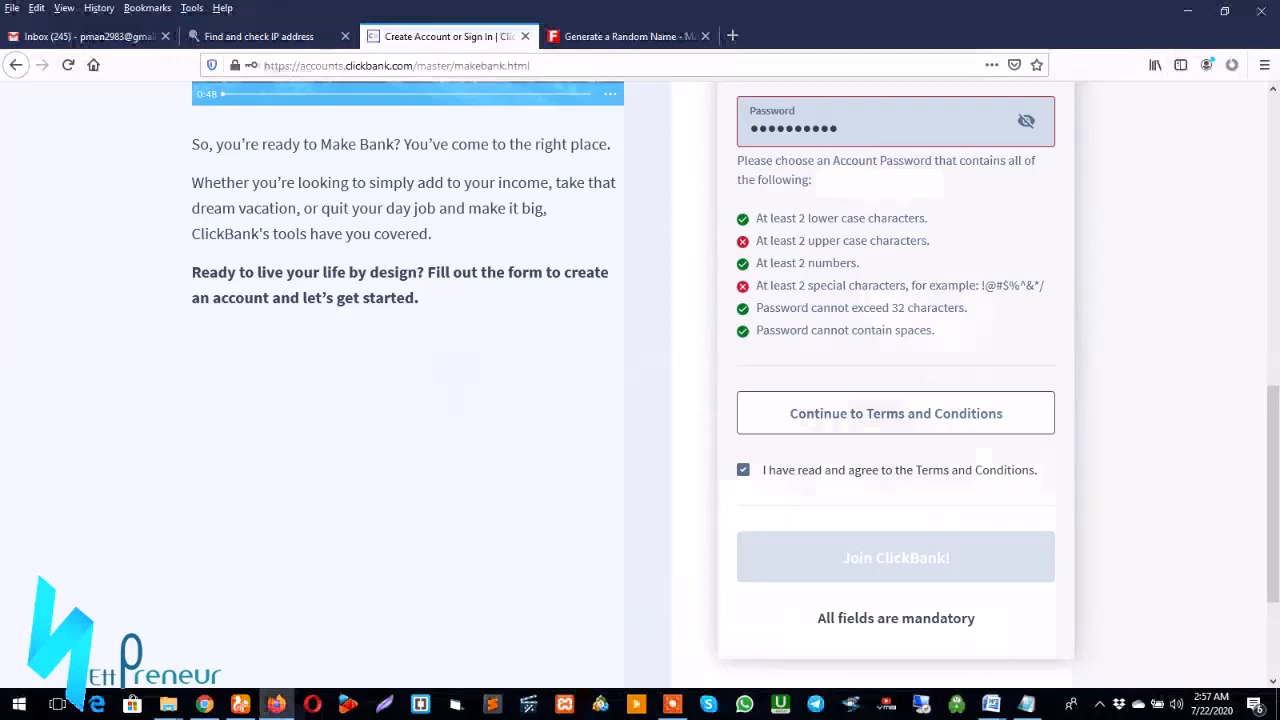 File Edit View History Bookmarks Tools Help
Inbox (245) - pman2983@gmail
Find and check IP address
Create Account or Sign In | Clic
Generate a Random Name - Mu
https://accounts.clickbank.com/master/makebank.html
0:48
So, you're ready to Make Bank? You've come to the right place.
Whether you're looking to simply add to your income, take that
dream vacation, or quit your day job and make it big,
ClickBank's tools have you covered.
Ready to live your life by design? Fill out the form to create
an account and let's get started.
Password
Please choose an Account Password that contains all of
the following:
At least 2 lower case characters.
At least 2 upper case characters.
At least 2 numbers.
At least 2 special characters, for example: !@#$%^&*/
Password cannot exceed 32 characters.
Password cannot contain spaces.
Continue to Terms and Conditions
I have read and agree to the Terms and Conditions.
Join ClickBank!
All fields are mandatory
EttPreneur
2:57 AM
7/22/2020